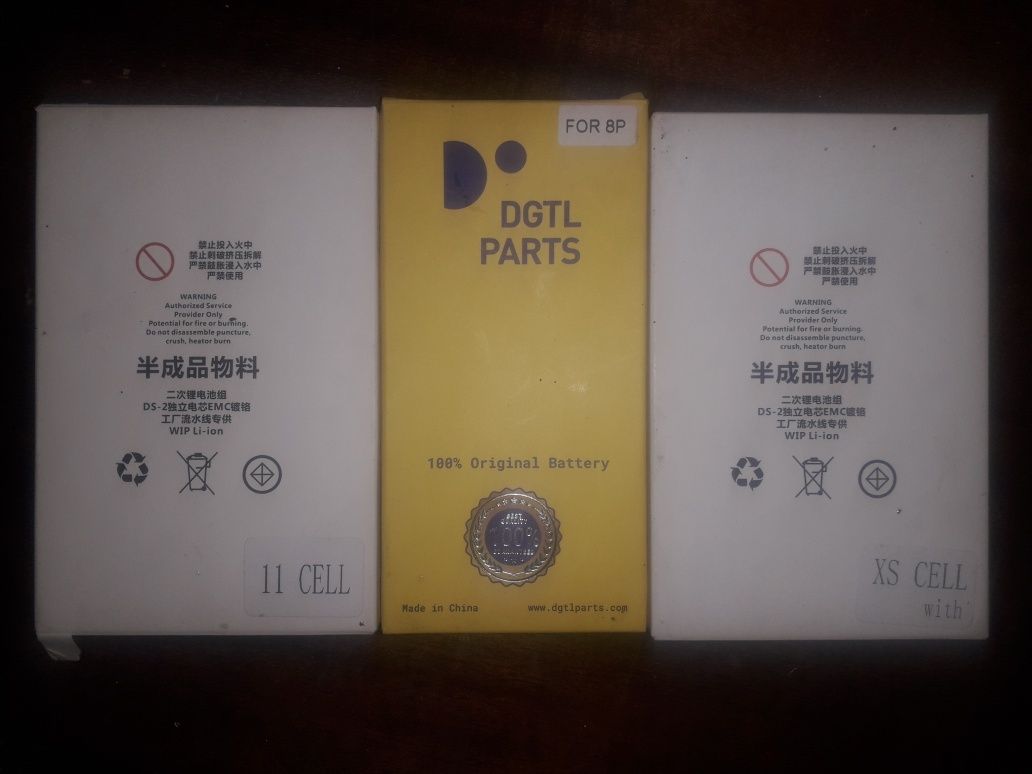 禁止投入火中
禁止刺破挤压拆解
严禁鼓胀浸入水中
严禁使用
WARNING
Authorized Service
Provider Only
Potential for fire or burning.
Do not disassemble puncture,
crush, heator burn
半成品物料
二次锂电池组
DS-2独立电芯EMC镀铬
工厂流水线专供
WIP Li-ion
11 CELL
FOR 8P
DGTL
PARTS
100% Original Battery
BEST
QUALITY
100%
GUARANTEED
Made in China
www.dgtlparts.com
禁止投入火中
禁止刺破挤压拆解
严禁鼓胀浸入水中
严禁使用
WARNING
Authorized Service
Provider Only
Potential for fire or burning.
Do not disassemble puncture,
crush, heator burn
半成品物料
二次锂电池组
DS-2独立电芯EMC镀铬
工厂流水线专供
WIP Li-ion
XS CELL
with